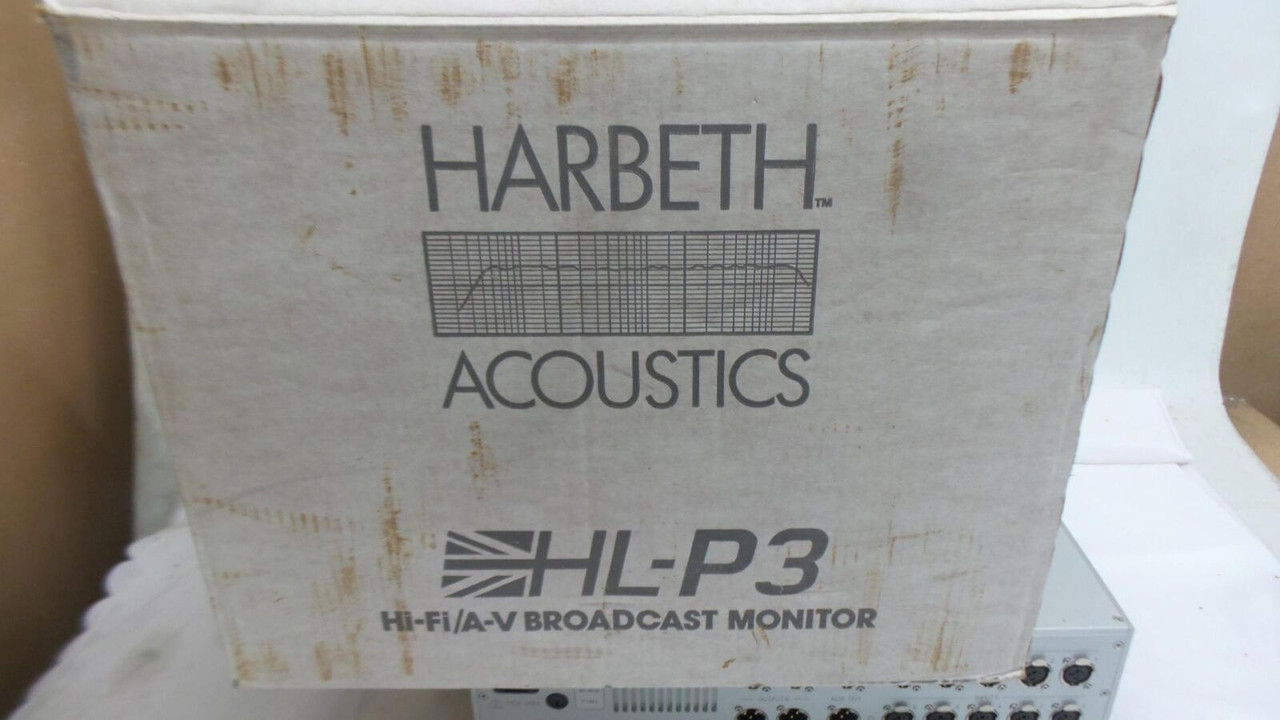 HARBETH™
ACOUSTICS
HL-P3
Hi-Fi/A-V BROADCAST MONITOR